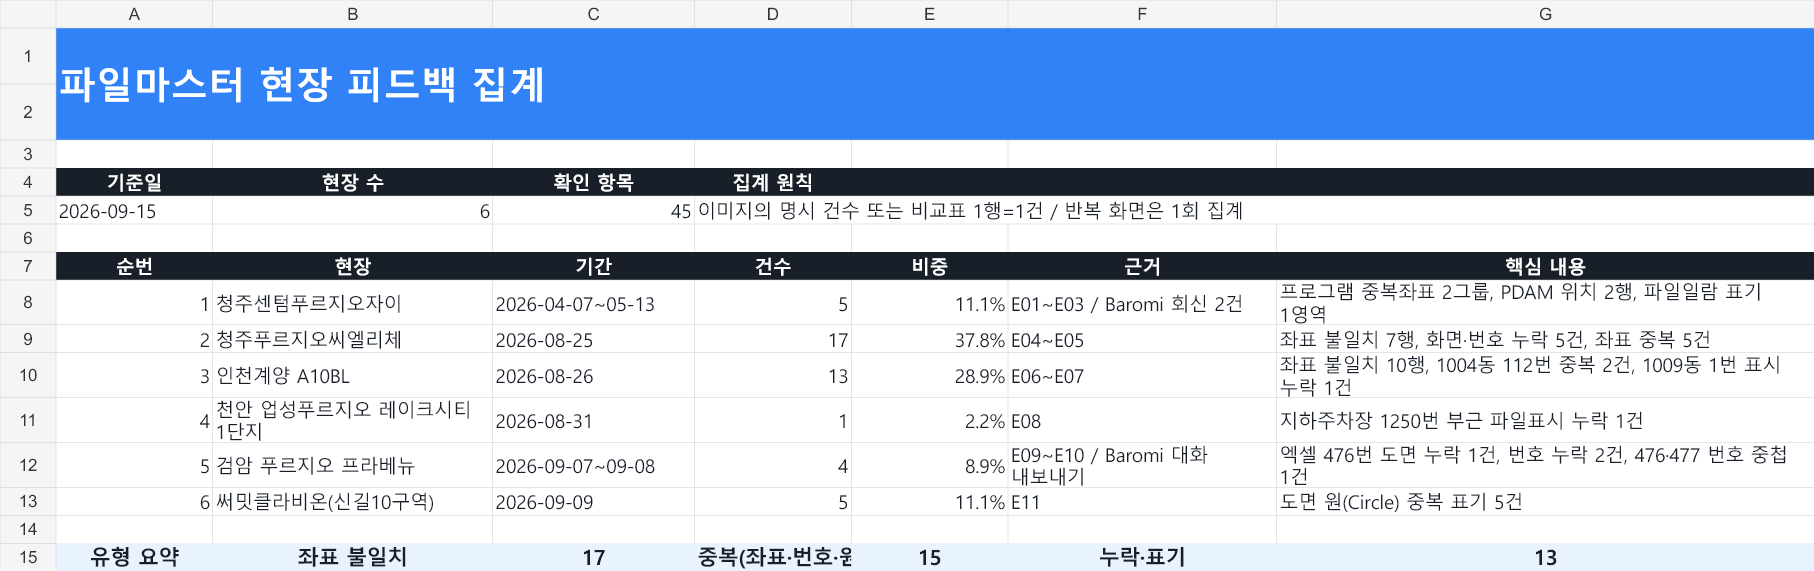 A B C D E F G
1
파일마스터 현장 피드백 집계
2
3
4 기준일 현장 수 확인 항목 집계 원칙
5 2026-09-15 6 45 이미지의 명시 건수 또는 비교표 1행=1건 / 반복 화면은 1회 집계
6
7 순번 현장 기간 건수 비중 근거 핵심 내용
8 1 청주센텀푸르지오자이 2026-04-07~05-13 5 11.1% E01~E03 / Baromi 회신 2건 프로그램 중복좌표 2그룹, PDAM 위치 2행, 파일일람 표기
1영역
9 2 청주푸르지오씨엘리체 2026-08-25 17 37.8% E04~E05 좌표 불일치 7행, 화면·번호 누락 5건, 좌표 중복 5건
10 3 인천계양 A10BL 2026-08-26 13 28.9% E06~E07 좌표 불일치 10행, 1004동 112번 중복 2건, 1009동 1번 표시
누락 1건
11 4 천안 업성푸르지오 레이크시티
1단지 2026-08-31 1 2.2% E08 지하주차장 1250번 부근 파일표시 누락 1건
12 5 검암 푸르지오 프라베뉴 2026-09-07~09-08 4 8.9% E09~E10 / Baromi 대화
내보내기 엑셀 476번 도면 누락 1건, 번호 누락 2건, 476·477 번호 중첩
1건
13 6 써밋클라비온(신길10구역) 2026-09-09 5 11.1% E11 도면 원(Circle) 중복 표기 5건
14
15 유형 요약 좌표 불일치 17 중복(좌표·번호·원 15 누락·표기 13